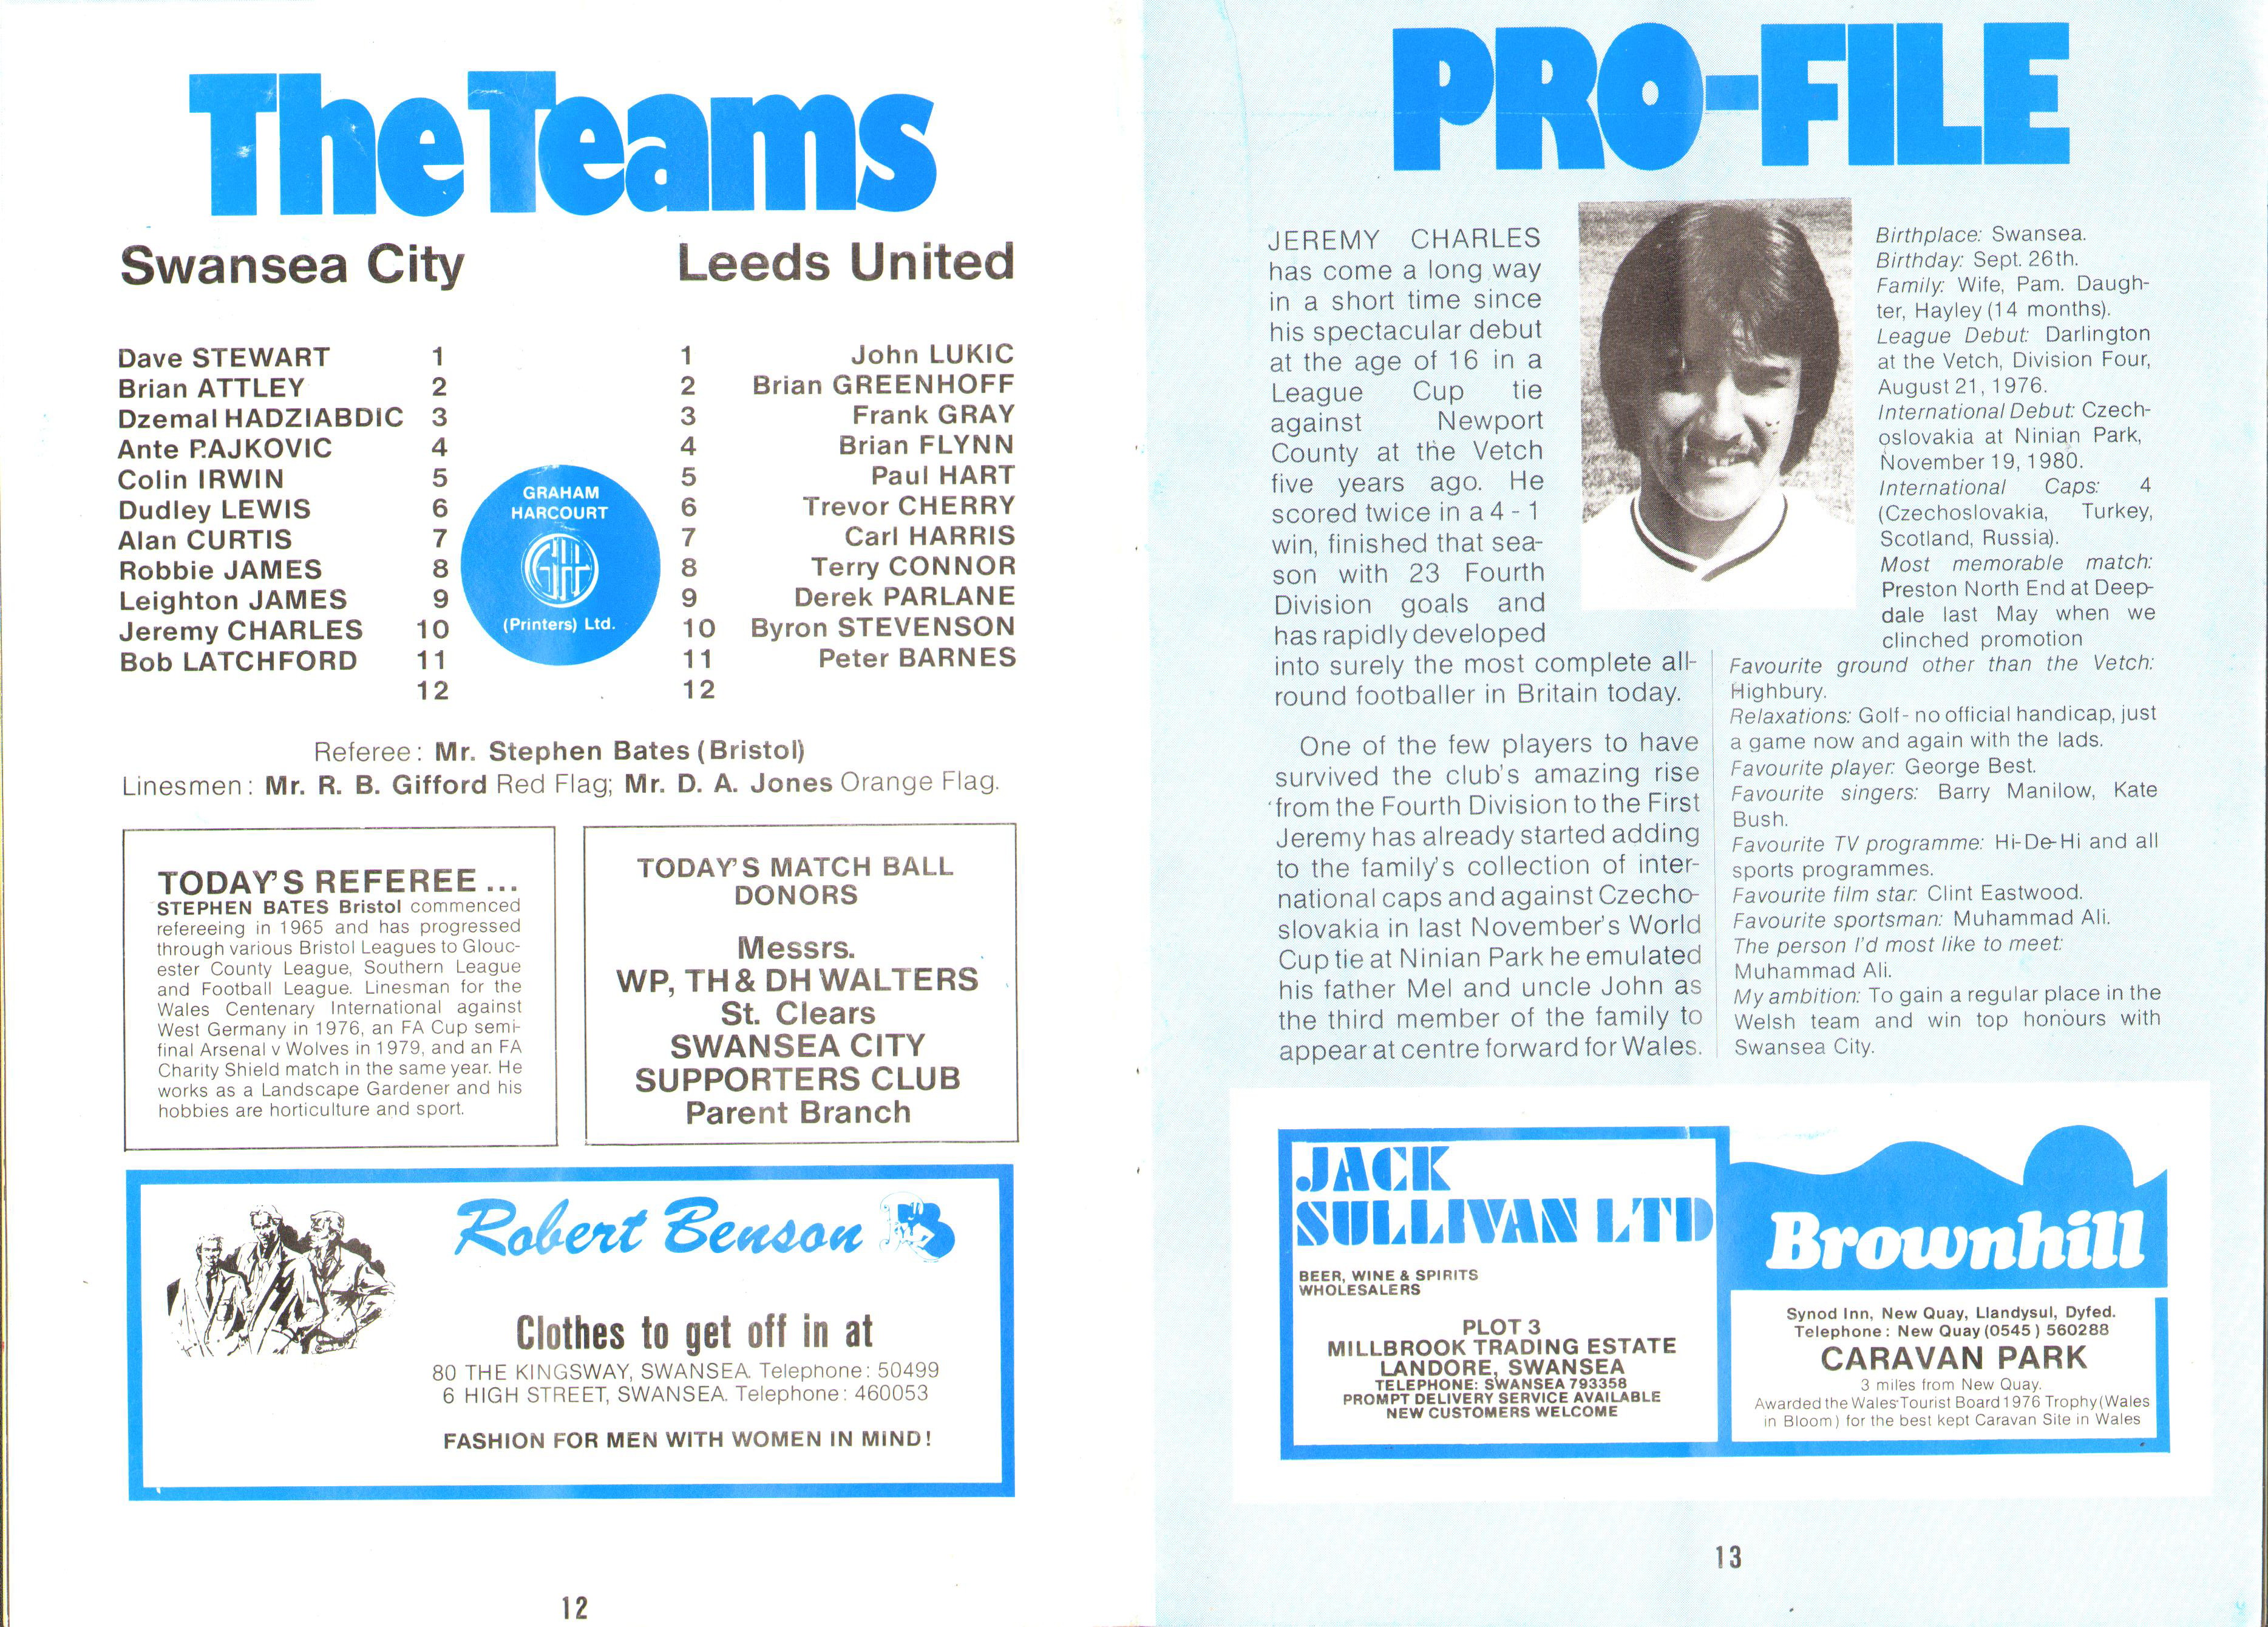 The Teams
Swansea City
Leeds United
Dave STEWART 1
Brian ATTLEY 2
Dzemal HADZIABDIC 3
Ante RAJKOVIC 4
Colin IRWIN 5
Dudley LEWIS 6
Alan CURTIS 7
Robbie JAMES 8
Leighton JAMES 9
Jeremy CHARLES 10
Bob LATCHFORD 11
12
GRAHAM
HARCOURT
GH
(Printers) Ltd.
1 John LUKIC
2 Brian GREENHOFF
3 Frank GRAY
4 Brian FLYNN
5 Paul HART
6 Trevor CHERRY
7 Carl HARRIS
8 Terry CONNOR
9 Derek PARLANE
10 Byron STEVENSON
11 Peter BARNES
12
Referee: Mr. Stephen Bates (Bristol)
Linesmen: Mr. R. B. Gifford Red Flag; Mr. D. A. Jones Orange Flag.
TODAY'S REFEREE ...
STEPHEN BATES Bristol commenced
refereeing in 1965 and has progressed
through various Bristol Leagues to Glouc-
ester County League, Southern League
and Football League. Linesman for the
Wales Centenary International against
West Germany in 1976, an FA Cup semi-
final Arsenal v Wolves in 1979, and an FA
Charity Shield match in the same year. He
works as a Landscape Gardener and his
hobbies are horticulture and sport.
TODAY'S MATCH BALL
DONORS
Messrs.
WP, TH & DH WALTERS
St. Clears
SWANSEA CITY
SUPPORTERS CLUB
Parent Branch
Robert Benson
Clothes to get off in at
80 THE KINGSWAY, SWANSEA. Telephone: 50499
6 HIGH STREET, SWANSEA. Telephone: 460053
FASHION FOR MEN WITH WOMEN IN MIND!
12
PRO-FILE
JEREMY CHARLES
has come a long way
in a short time since
his spectacular debut
at the age of 16 in a
League Cup tie
against Newport
County at the Vetch
five years ago. He
scored twice in a 4 - 1
win, finished that sea-
son with 23 Fourth
Division goals and
has rapidly developed
into surely the most complete all-
round footballer in Britain today.
One of the few players to have
survived the club's amazing rise
from the Fourth Division to the First
Jeremy has already started adding
to the family's collection of inter-
national caps and against Czecho-
slovakia in last November's World
Cup tie at Ninian Park he emulated
his father Mel and uncle John as
the third member of the family to
appear at centre forward for Wales.
Birthplace: Swansea.
Birthday: Sept. 26th.
Family: Wife, Pam. Daugh-
ter, Hayley (14 months).
League Debut: Darlington
at the Vetch, Division Four,
August 21, 1976.
International Debut: Czech-
oslovakia at Ninian Park,
November 19, 1980.
International Caps: 4
(Czechoslovakia, Turkey,
Scotland, Russia).
Most memorable match:
Preston North End at Deep-
dale last May when we
clinched promotion
Favourite ground other than the Vetch:
Highbury.
Relaxations: Golf - no official handicap, just
a game now and again with the lads.
Favourite player: George Best.
Favourite singers: Barry Manilow, Kate
Bush.
Favourite TV programme: Hi-De-Hi and all
sports programmes.
Favourite film star: Clint Eastwood.
Favourite sportsman: Muhammad Ali.
The person I'd most like to meet:
Muhammad Ali.
My ambition: To gain a regular place in the
Welsh team and win top honours with
Swansea City.
JACK
SULLIVAN LTD
BEER, WINE & SPIRITS
WHOLESALERS
PLOT 3
MILLBROOK TRADING ESTATE
LANDORE, SWANSEA
TELEPHONE: SWANSEA 793358
PROMPT DELIVERY SERVICE AVAILABLE
NEW CUSTOMERS WELCOME
Brownhill
Synod Inn, New Quay, Llandysul, Dyfed.
Telephone: New Quay (0545) 560288
CARAVAN PARK
3 miles from New Quay.
Awarded the Wales Tourist Board 1976 Trophy (Wales
in Bloom) for the best kept Caravan Site in Wales
13